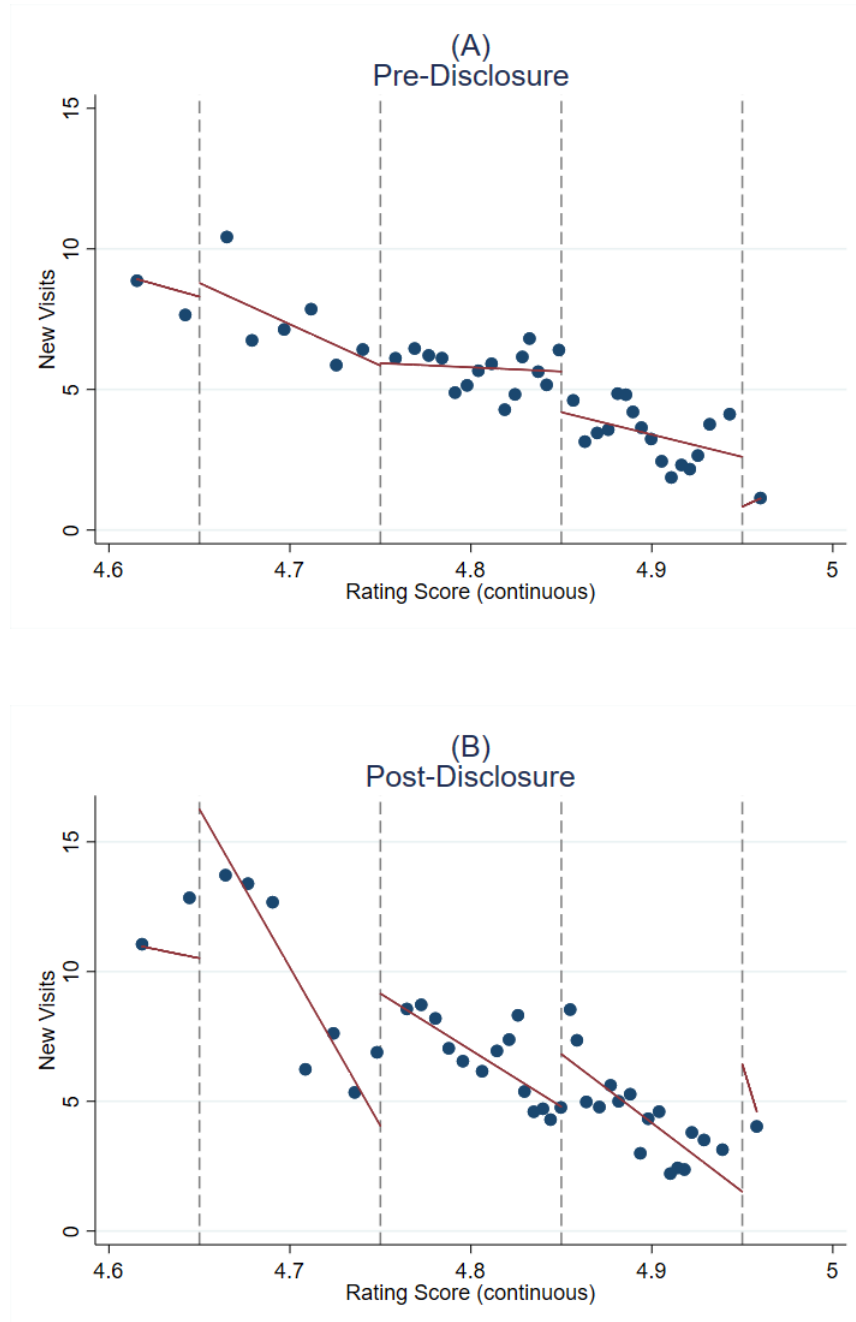 (A)
Pre-Disclosure
15
10
5
0
New Visits
4.6 4.7 4.8 4.9 5
Rating Score (continuous)
(B)
Post-Disclosure
15
10
5
0
New Visits
4.6 4.7 4.8 4.9 5
Rating Score (continuous)